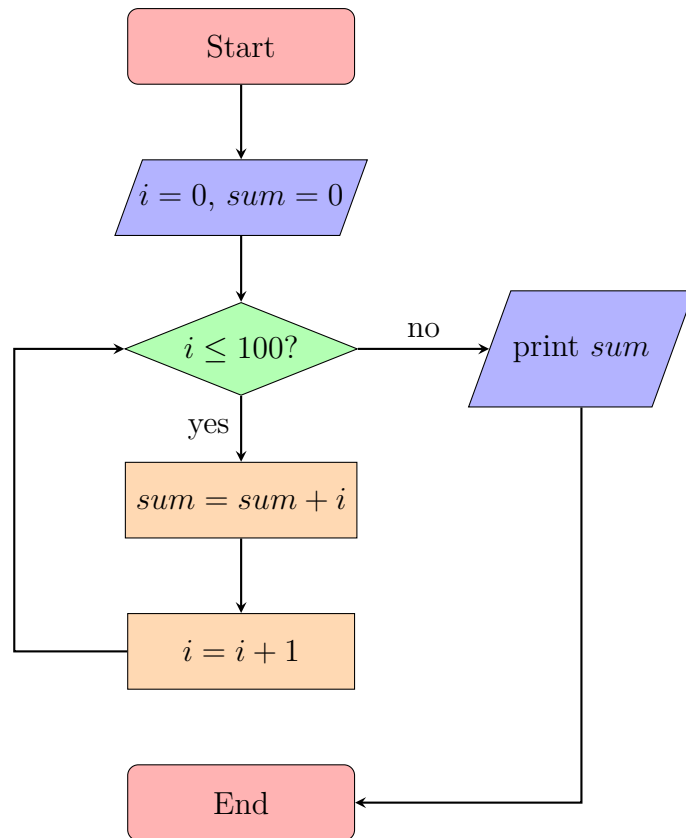 Start
i = 0, sum = 0
i ≤ 100?
no
print sum
yes
sum = sum + i
i = i + 1
End